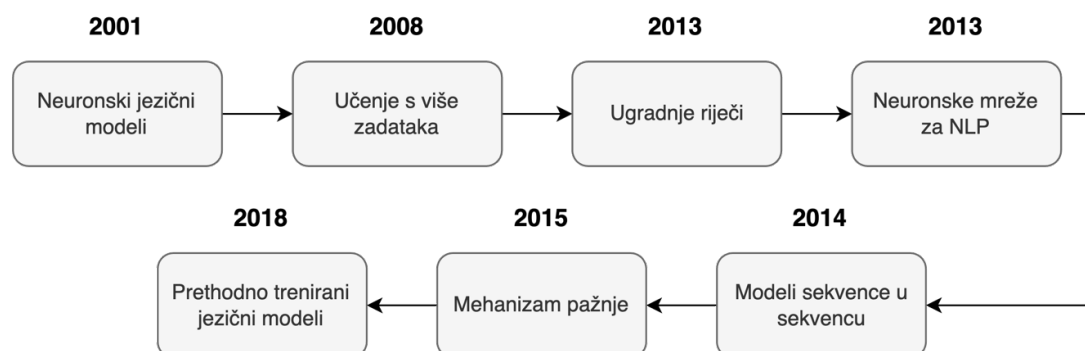 2001
Neuronski jezični
modeli
2008
Učenje s više
zadataka
2013
Ugradnje riječi
2013
Neuronske mreže
za NLP
2014
Modeli sekvence u
sekvencu
2015
Mehanizam pažnje
2018
Prethodno trenirani
jezični modeli